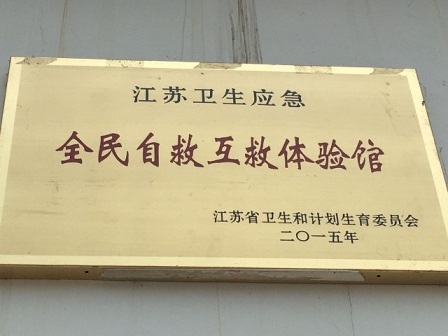 江苏卫生应急
全民自救互救体验馆
江苏省卫生和计划生育委员会
二〇一五年